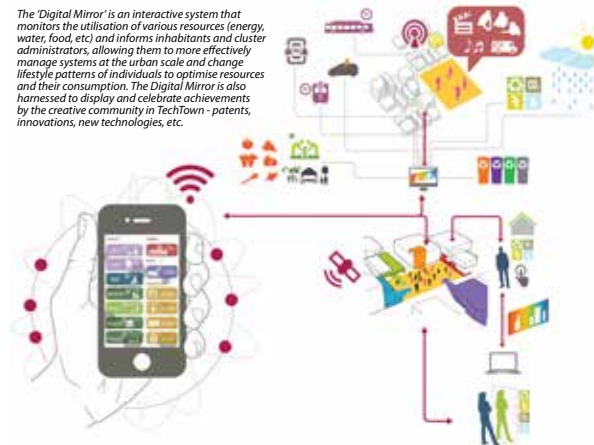 The ‘Digital Mirror’ is an interactive system that
monitors the utilisation of various resources (energy,
water, food, etc) and informs inhabitants and cluster
administrators, allowing them to more effectively
manage systems at the urban scale and change
lifestyle patterns of individuals to optimise resources
and their consumption. The Digital Mirror is also
harnessed to display and celebrate achievements
by the creative community in TechTown - patents,
innovations, new technologies, etc.